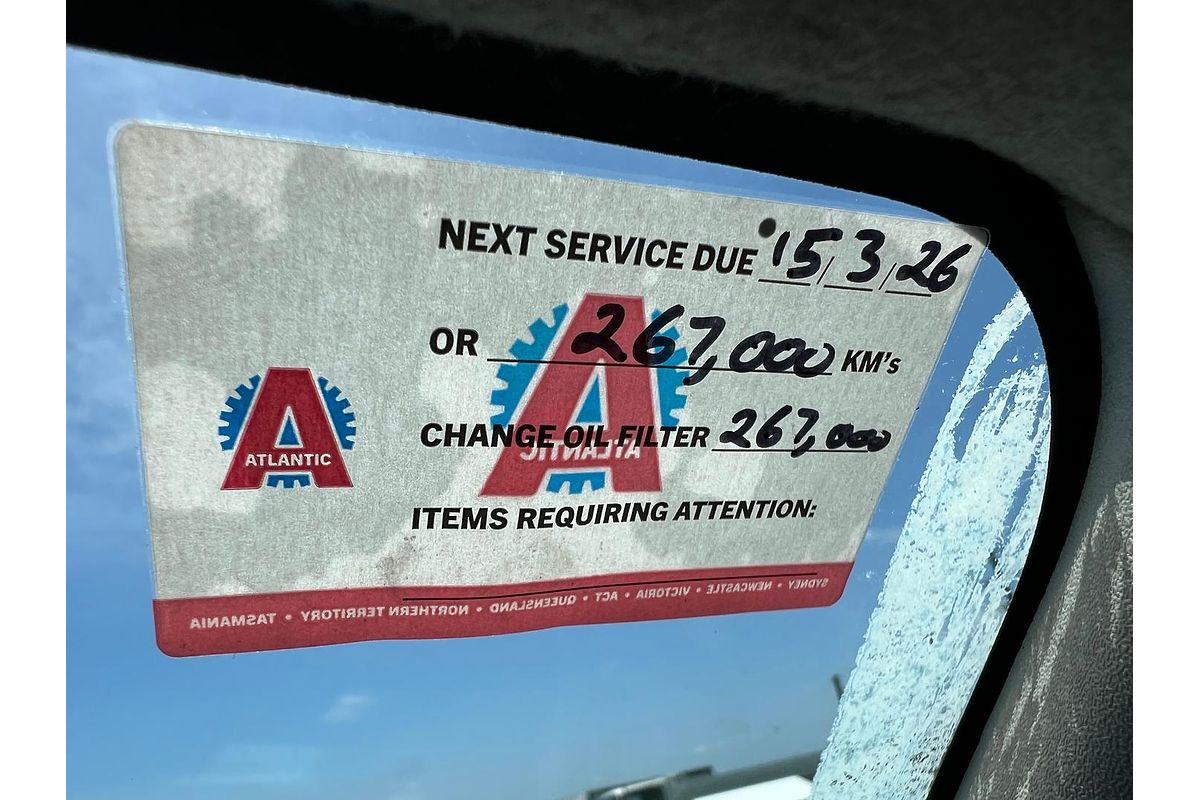 NEXT SERVICE DUE 15/3/26
OR 267,000 KM's
CHANGE OIL FILTER 267,000
ATLANTIC
ATLANTIC
ITEMS REQUIRING ATTENTION:
SYDNEY • NEWCASTLE • VICTORIA • ACT • QUEENSLAND • NORTHERN TERRITORY • TASMANIA